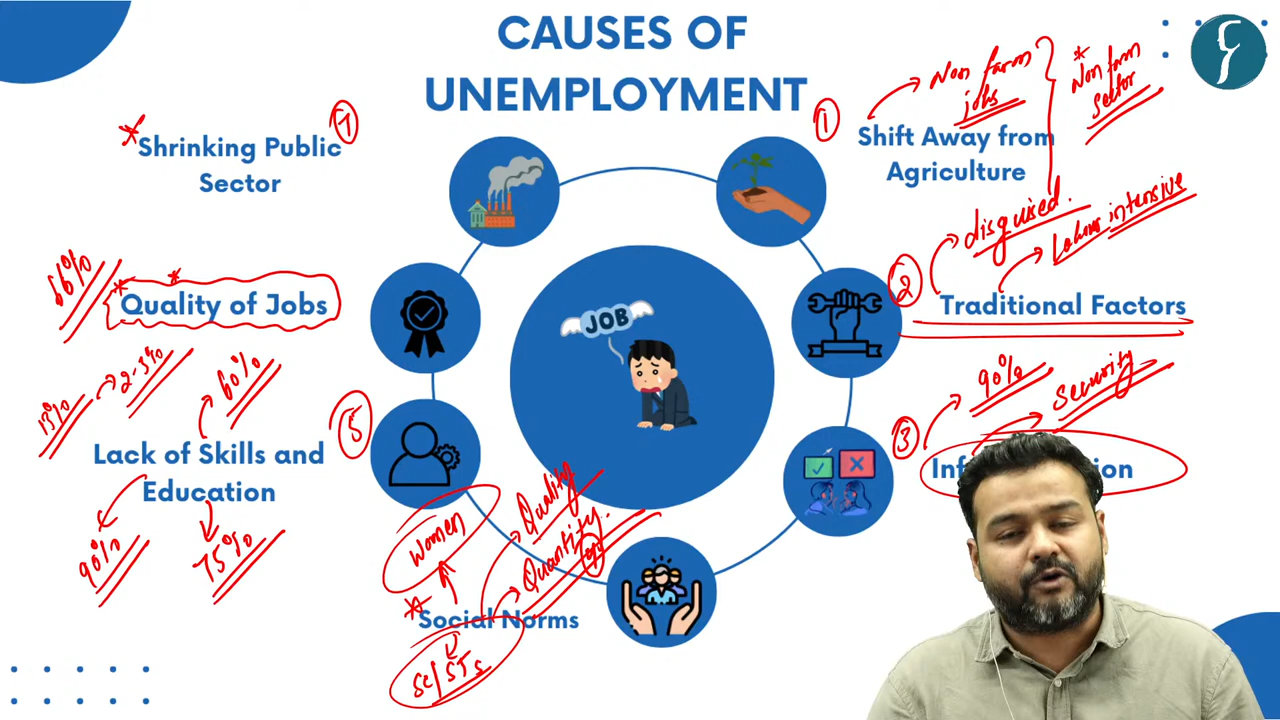 CAUSES OF
UNEMPLOYMENT
7
* Shrinking Public
Sector
1
Non farm
jobs
* Non farm
sector
Shift Away from
Agriculture
disguised.
Labour intensive
66%
* *
Quality of Jobs
JOB
2
Traditional Factors
13%
2-3%
60%
90%
security
5
3
Lack of Skills and
Education
90%
75%
Women
Quality
Quantity.
* Social Norms
SC/STs